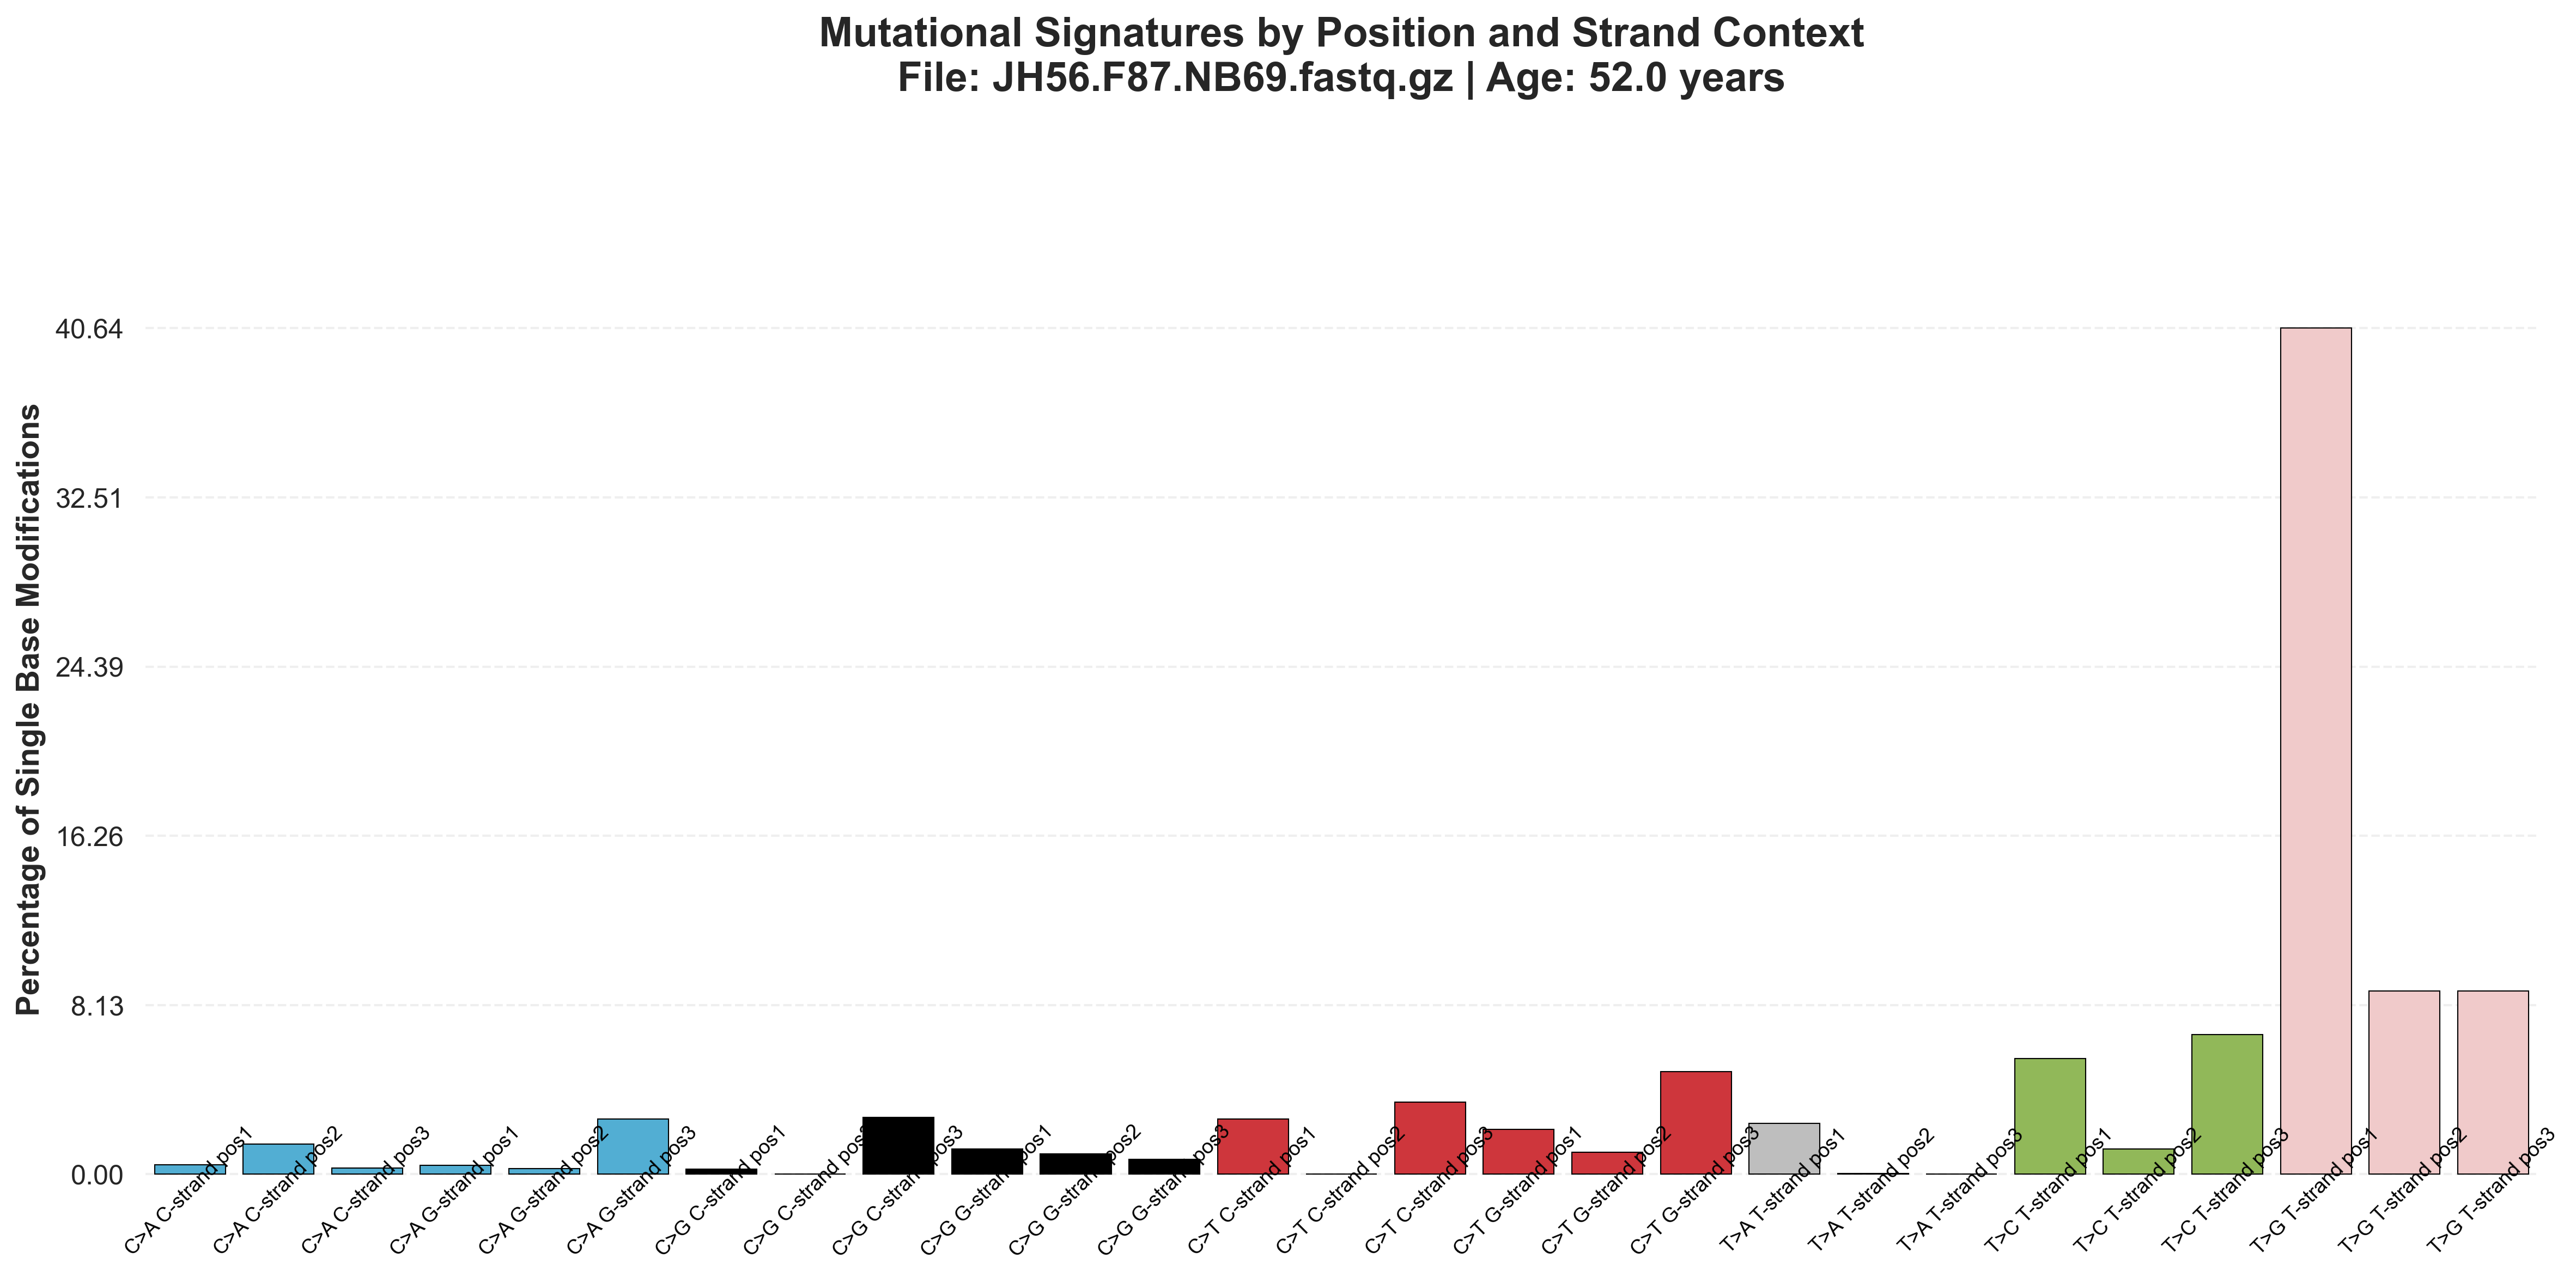 Mutational Signatures by Position and Strand Context
File: JH56.F87.NB69.fastq.gz | Age: 52.0 years
Percentage of Single Base Modifications
40.64
32.51
24.39
16.26
8.13
0.00
C>A C-strand pos1
C>A C-strand pos2
C>A C-strand pos3
C>A G-strand pos1
C>A G-strand pos2
C>A G-strand pos3
C>G C-strand pos1
C>G C-strand pos2
C>G C-strand pos3
C>G G-strand pos1
C>G G-strand pos2
C>G G-strand pos3
C>T C-strand pos1
C>T C-strand pos2
C>T C-strand pos3
C>T G-strand pos1
C>T G-strand pos2
C>T G-strand pos3
T>A T-strand pos1
T>A T-strand pos2
T>A T-strand pos3
T>C T-strand pos1
T>C T-strand pos2
T>C T-strand pos3
T>G T-strand pos1
T>G T-strand pos2
T>G T-strand pos3